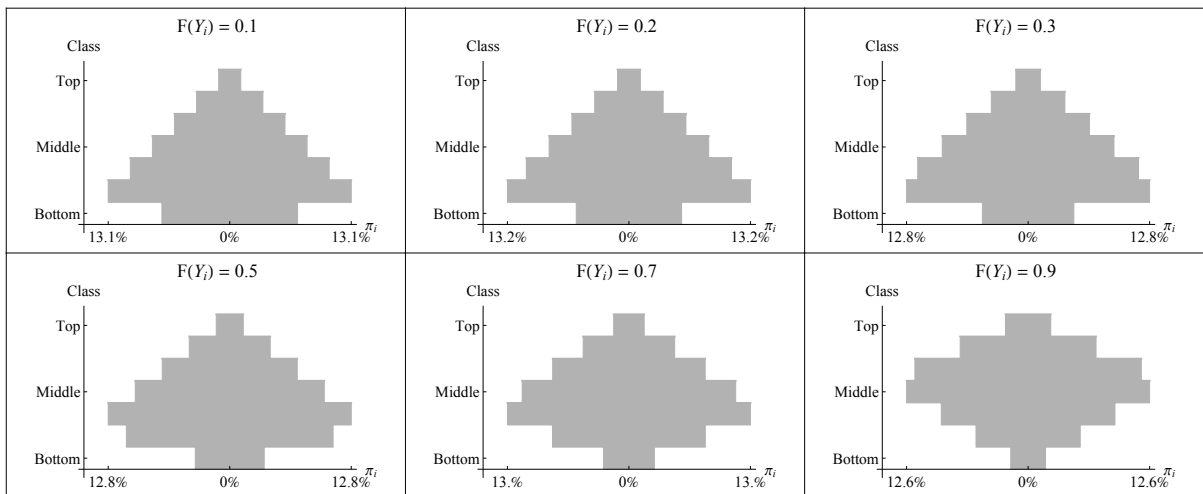 F(Yᵢ) = 0.1
Class
Top
Middle
Bottom
πᵢ
13.1% 0% 13.1%
F(Yᵢ) = 0.2
Class
Top
Middle
Bottom
πᵢ
13.2% 0% 13.2%
F(Yᵢ) = 0.3
Class
Top
Middle
Bottom
πᵢ
12.8% 0% 12.8%
F(Yᵢ) = 0.5
Class
Top
Middle
Bottom
πᵢ
12.8% 0% 12.8%
F(Yᵢ) = 0.7
Class
Top
Middle
Bottom
πᵢ
13.% 0% 13.%
F(Yᵢ) = 0.9
Class
Top
Middle
Bottom
πᵢ
12.6% 0% 12.6%